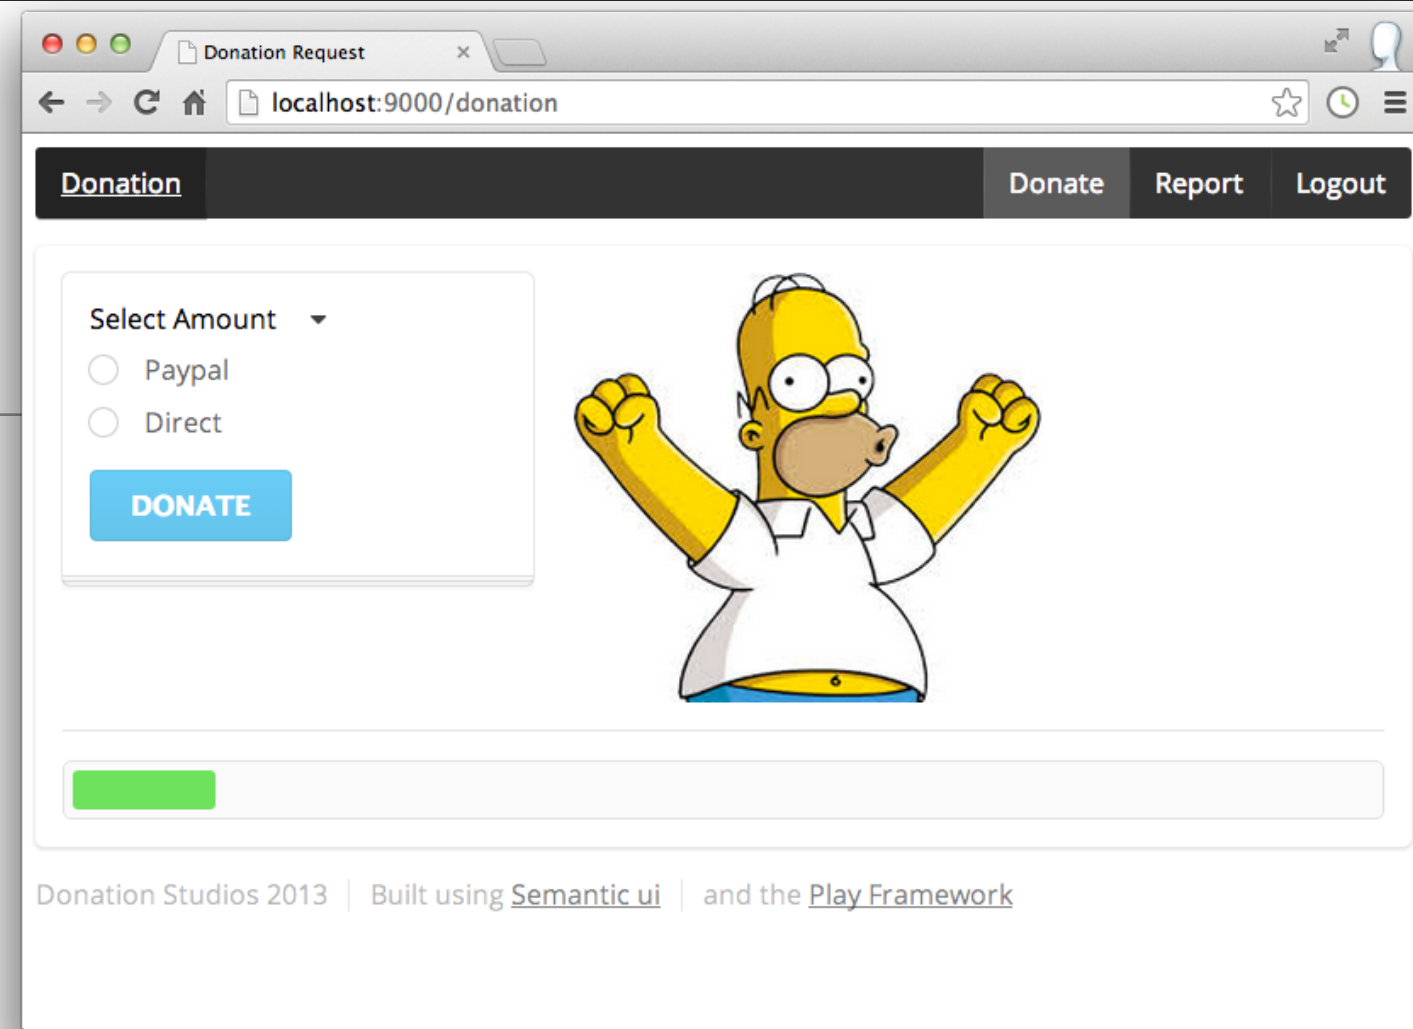 Donation Request
localhost:9000/donation
Donation Donate Report Logout
Select Amount
Paypal
Direct
DONATE
Donation Studios 2013 Built using Semantic ui and the Play Framework